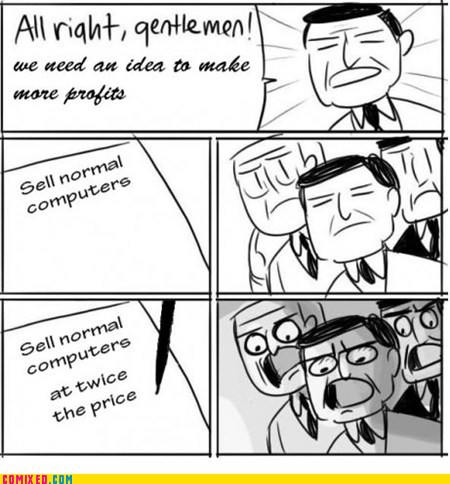 All right, gentlemen!
we need an idea to make
more profits
Sell normal
computers
Sell normal
computers
at twice
the price
COMIXED.COM